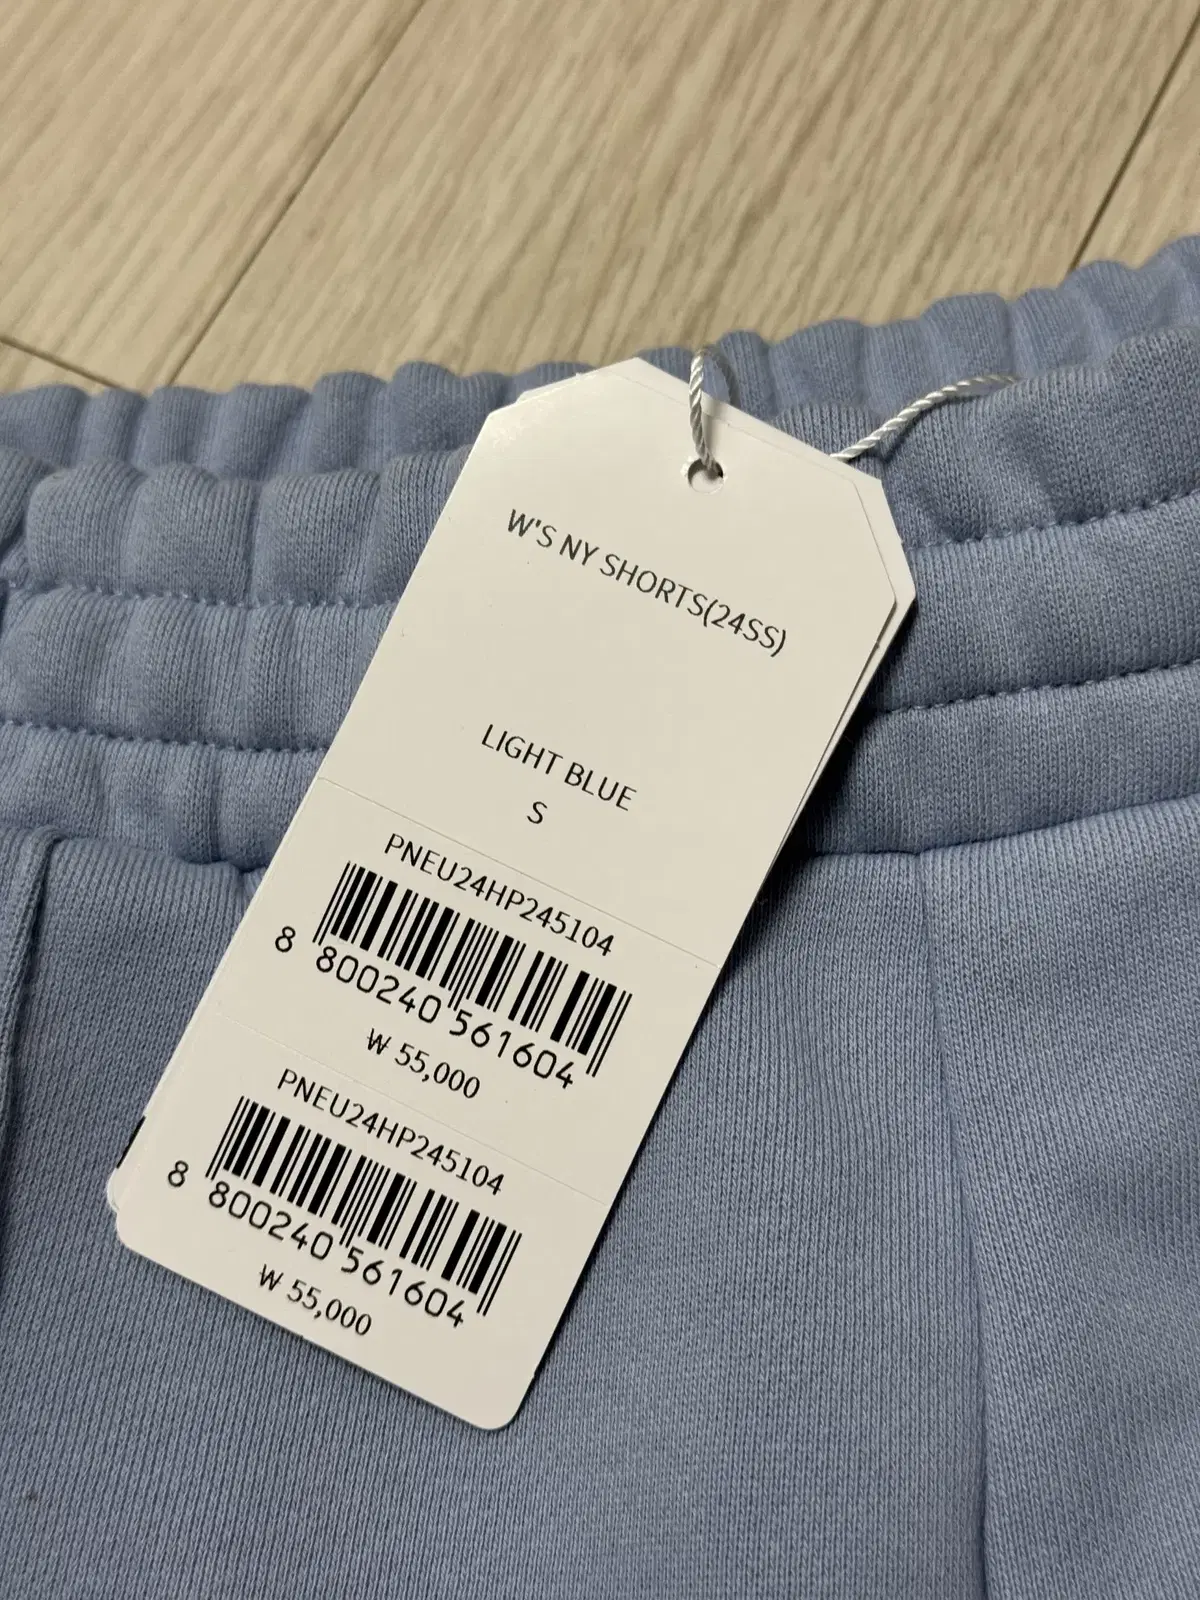 W'S NY SHORTS(24SS)
LIGHT BLUE
S
PNEU24HP245104
8 800240 561604
₩ 55,000
PNEU24HP245104
8 800240 561604
₩ 55,000